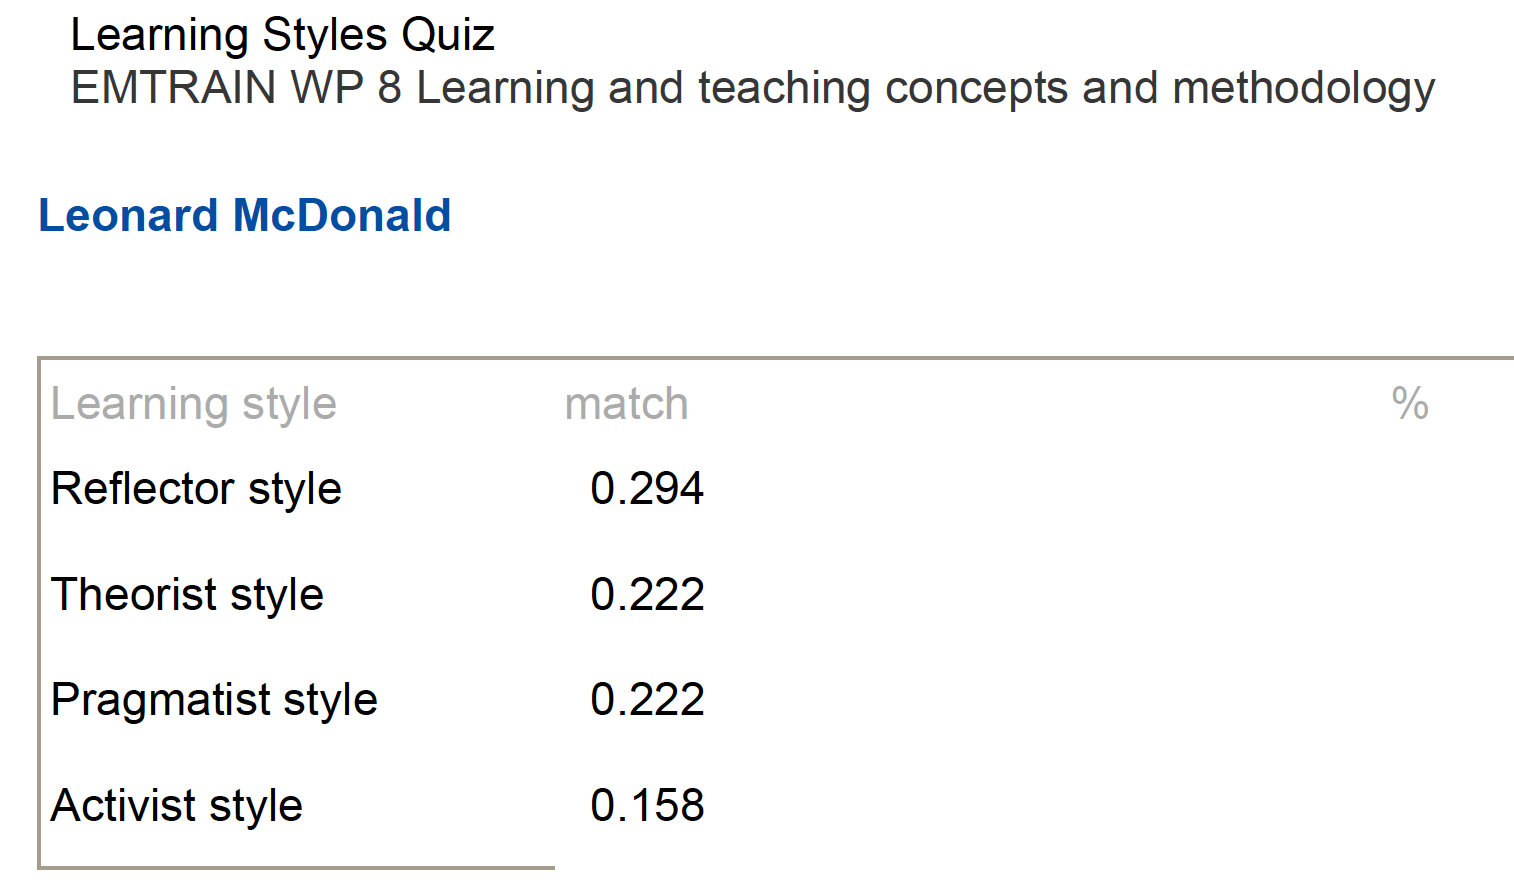 Learning Styles Quiz
EMTRAIN WP 8 Learning and teaching concepts and methodology
Leonard McDonald
Learning style match %
Reflector style 0.294
Theorist style 0.222
Pragmatist style 0.222
Activist style 0.158